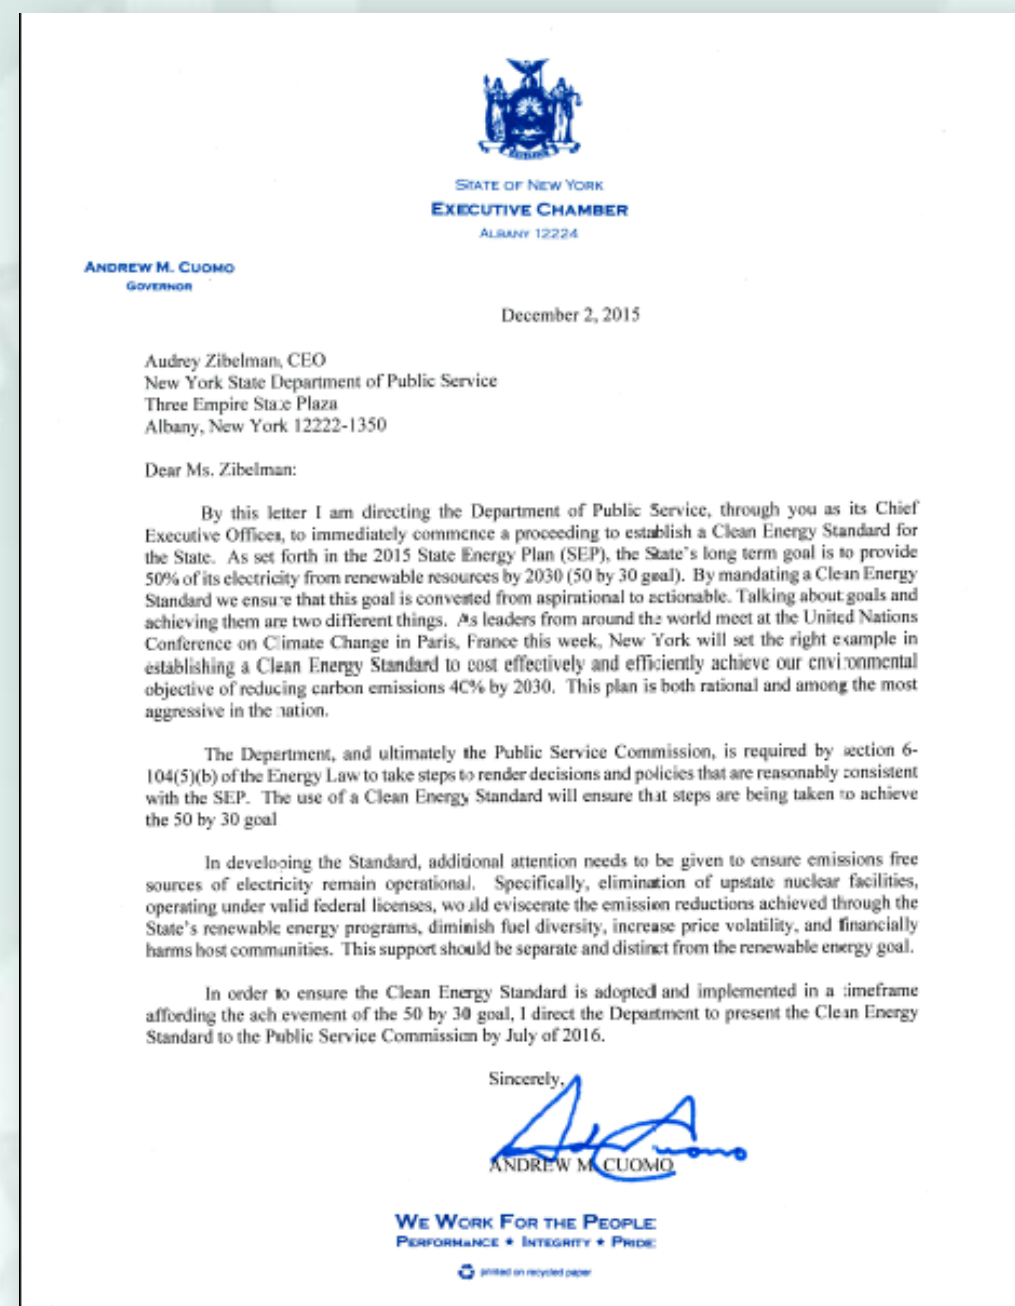 STATE OF NEW YORK
EXECUTIVE CHAMBER
ALBANY 12224
ANDREW M. CUOMO
GOVERNOR
December 2, 2015
Audrey Zibelman, CEO
New York State Department of Public Service
Three Empire State Plaza
Albany, New York 12222-1350
Dear Ms. Zibelman:
By this letter I am directing the Department of Public Service, through you as its Chief
Executive Offices, to immediately commence a proceeding to establish a Clean Energy Standard for
the State. As set forth in the 2015 State Energy Plan (SEP), the State's long term goal is to provide
50% of its electricity from renewable resources by 2030 (50 by 30 goal). By mandating a Clean Energy
Standard we ensure that this goal is converted from aspirational to actionable. Talking about goals and
achieving them are two different things. As leaders from around the world meet at the United Nations
Conference on Climate Change in Paris, France this week, New York will set the right example in
establishing a Clean Energy Standard to cost effectively and efficiently achieve our environmental
objective of reducing carbon emissions 40% by 2030. This plan is both rational and among the most
aggressive in the nation.
The Department, and ultimately the Public Service Commission, is required by section 6-
104(5)(b) of the Energy Law to take steps to render decisions and policies that are reasonably consistent
with the SEP. The use of a Clean Energy Standard will ensure that steps are being taken to achieve
the 50 by 30 goal
In developing the Standard, additional attention needs to be given to ensure emissions free
sources of electricity remain operational. Specifically, elimination of upstate nuclear facilities,
operating under valid federal licenses, would eviscerate the emission reductions achieved through the
State's renewable energy programs, diminish fuel diversity, increase price volatility, and financially
harms host communities. This support should be separate and distinct from the renewable energy goal.
In order to ensure the Clean Energy Standard is adopted and implemented in a timeframe
affording the achievement of the 50 by 30 goal, I direct the Department to present the Clean Energy
Standard to the Public Service Commission by July of 2016.
Sincerely,
ANDREW M. CUOMO
WE WORK FOR THE PEOPLE
PERFORMANCE ★ INTEGRITY ★ PRIDE
printed on recycled paper